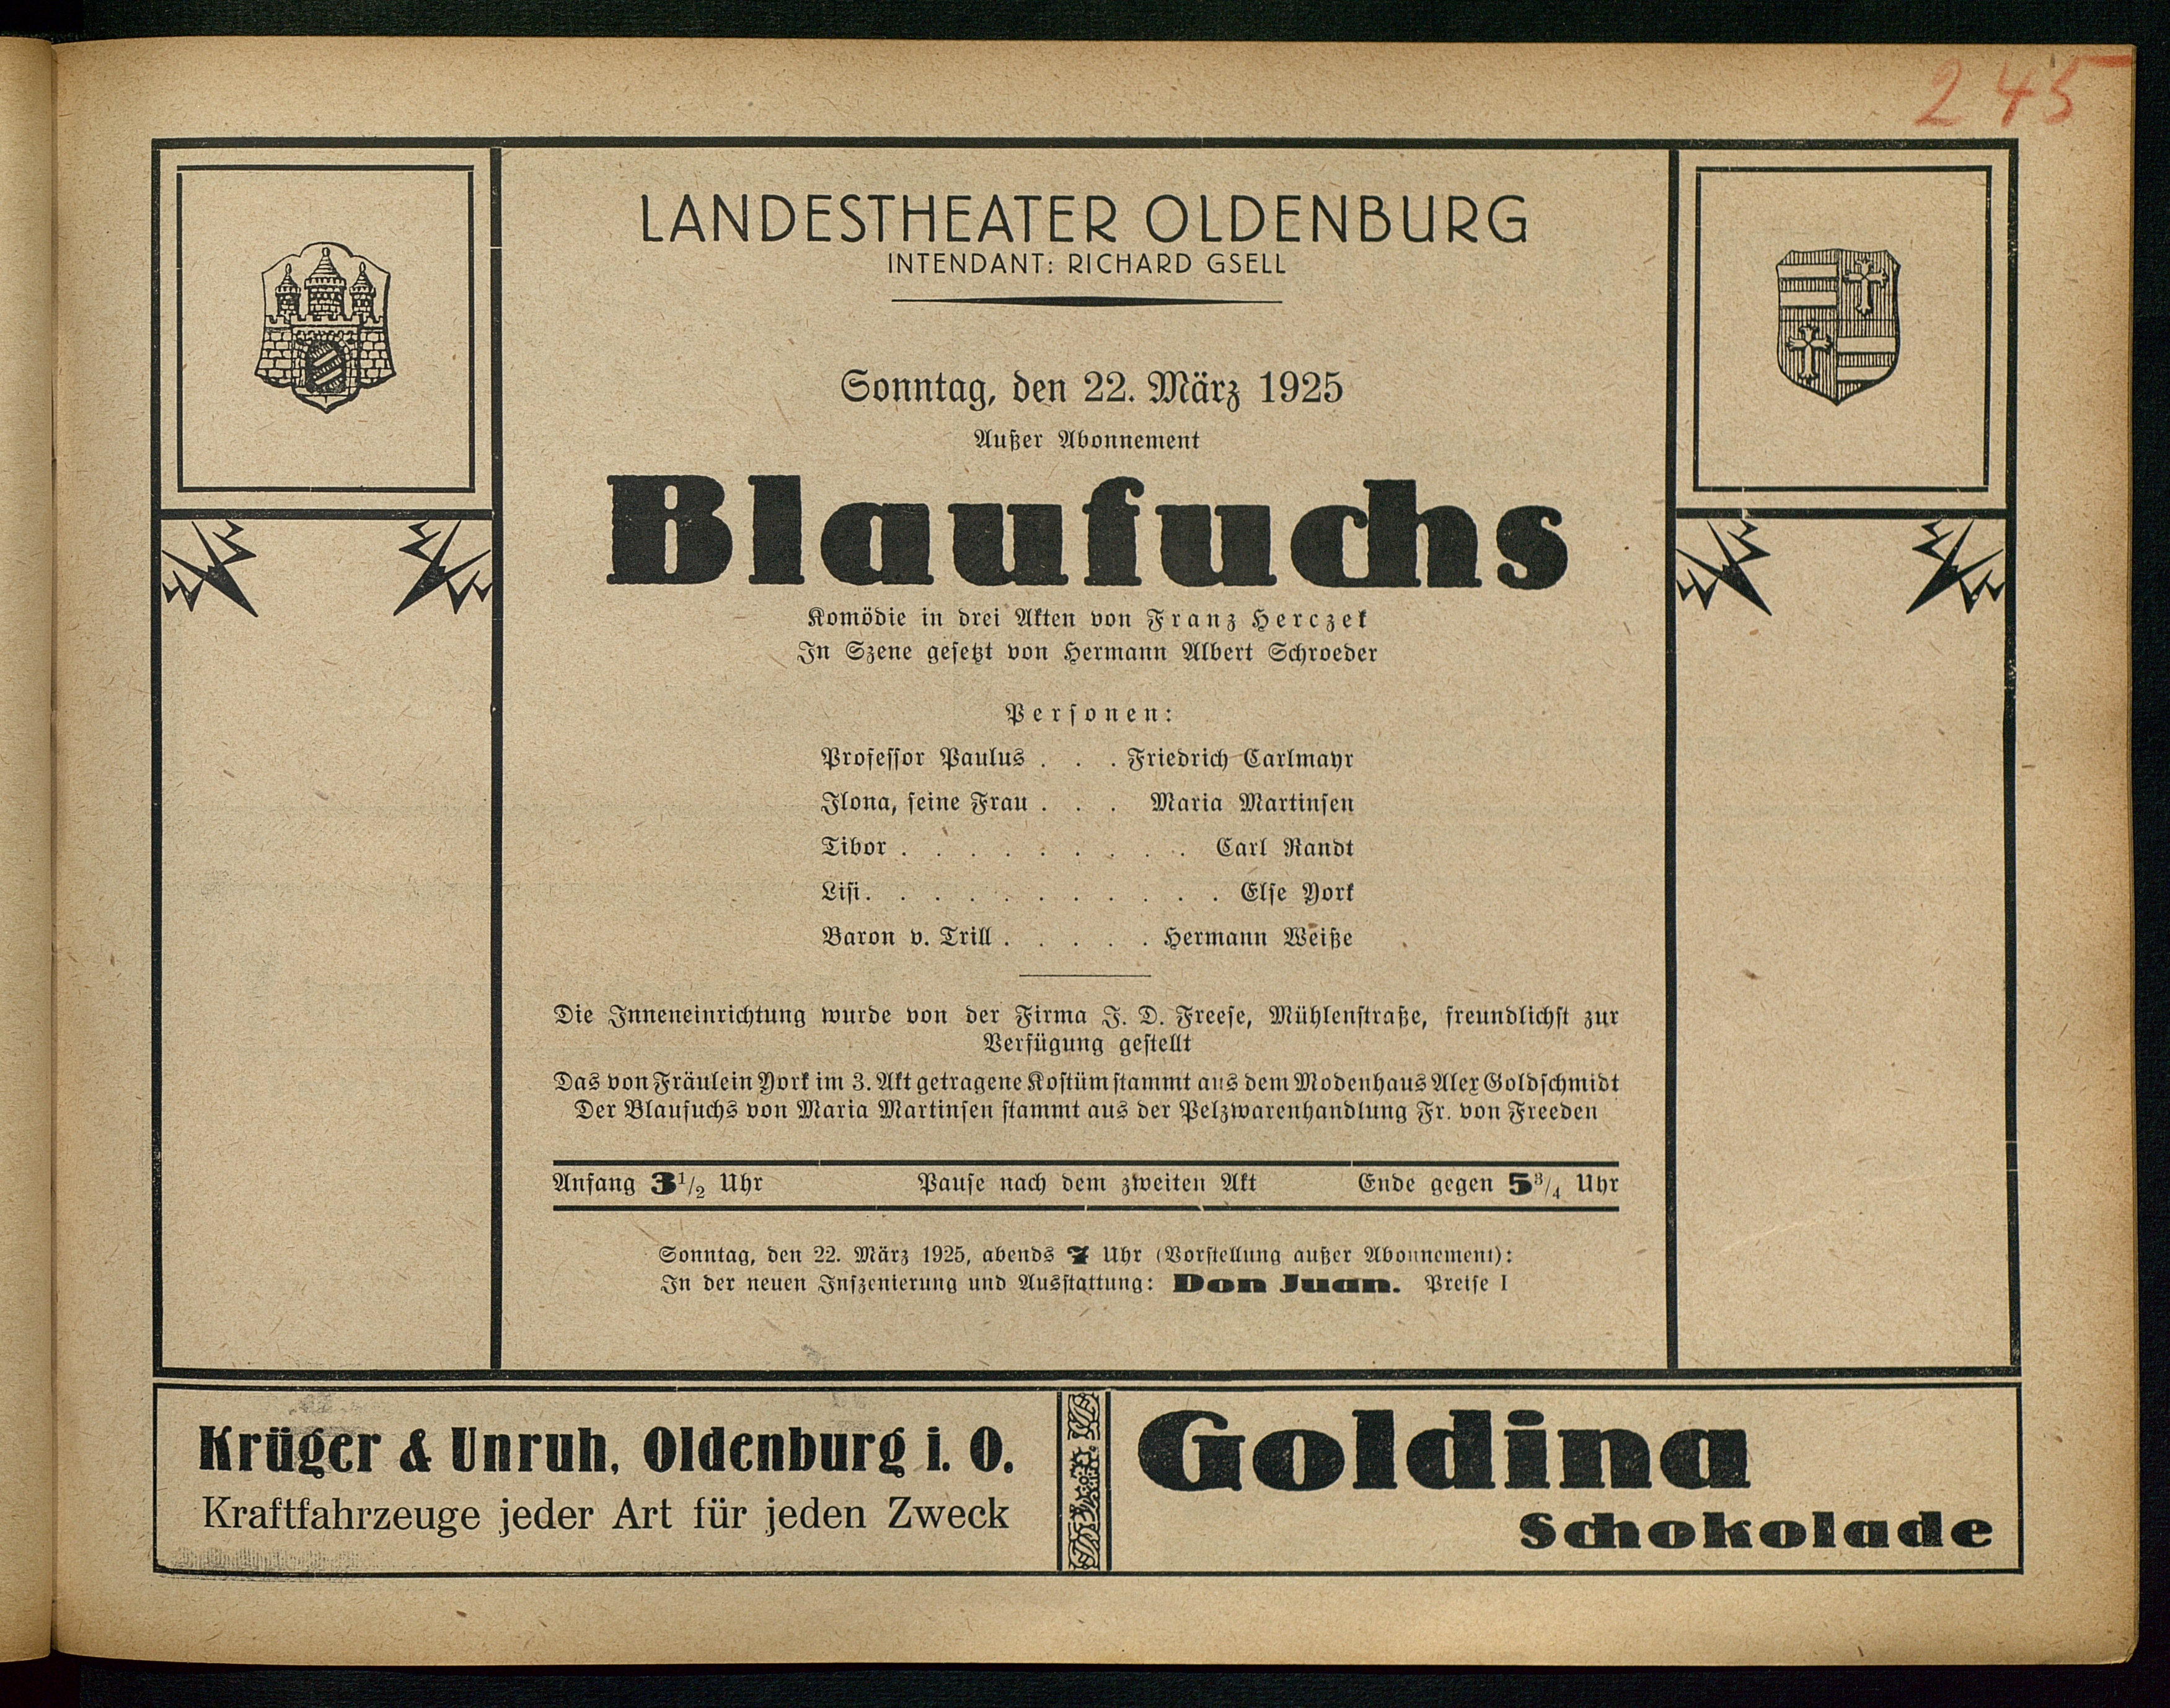 245
LANDESTHEATER OLDENBURG
INTENDANT: RICHARD GSELL
Sonntag, den 22. März 1925
Außer Abonnement
Blaufuchs
Komödie in drei Akten von Franz Herczek
In Szene gesetzt von Hermann Albert Schroeder
Personen:
Professor Paulus . . . Friedrich Carlmayr
Ilona, seine Frau . . . Maria Martinsen
Tibor . . . . . . . . . Carl Randt
Lisi. . . . . . . . . . . Else York
Baron v. Trill . . . . . Hermann Weiße
Die Inneneinrichtung wurde von der Firma J. D. Freese, Mühlenstraße, freundlichst zur
Verfügung gestellt
Das von Fräulein York im 3. Akt getragene Kostüm stammt aus dem Modenhaus Alex Goldschmidt
Der Blaufuchs von Maria Martinsen stammt aus der Pelzwarenhandlung Fr. von Freeden
Anfang 3 1/2 Uhr Pause nach dem zweiten Akt Ende gegen 5 3/4 Uhr
Sonntag, den 22. März 1925, abends 7 Uhr (Vorstellung außer Abonnement):
In der neuen Inszenierung und Ausstattung: Don Juan. Preise I
Krüger & Unruh, Oldenburg i. O.
Kraftfahrzeuge jeder Art für jeden Zweck
Goldina
Schokolade